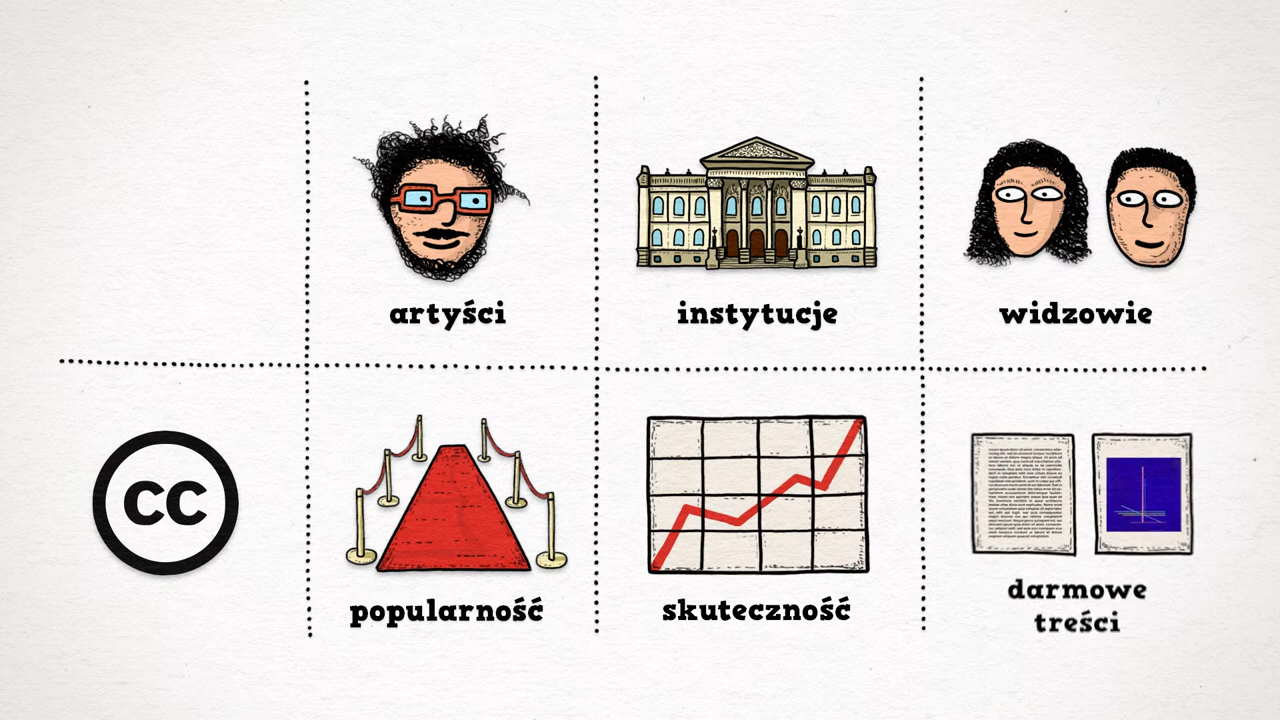 artyści
instytucje
widzowie
cc
popularność
skuteczność
darmowe
treści